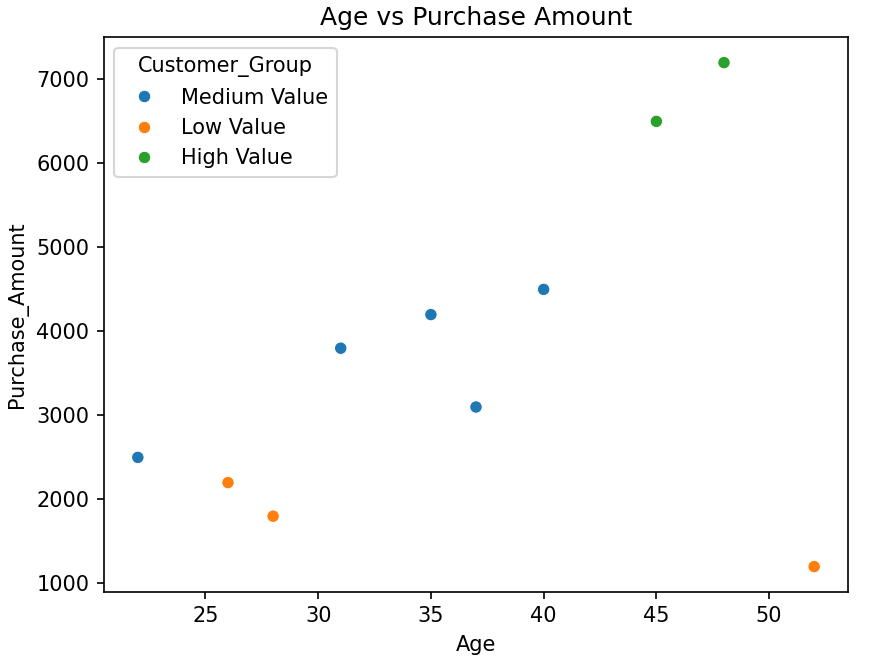 Age vs Purchase Amount
Customer_Group
Medium Value
Low Value
High Value
Purchase_Amount
7000
6000
5000
4000
3000
2000
1000
25 30 35 40 45 50
Age